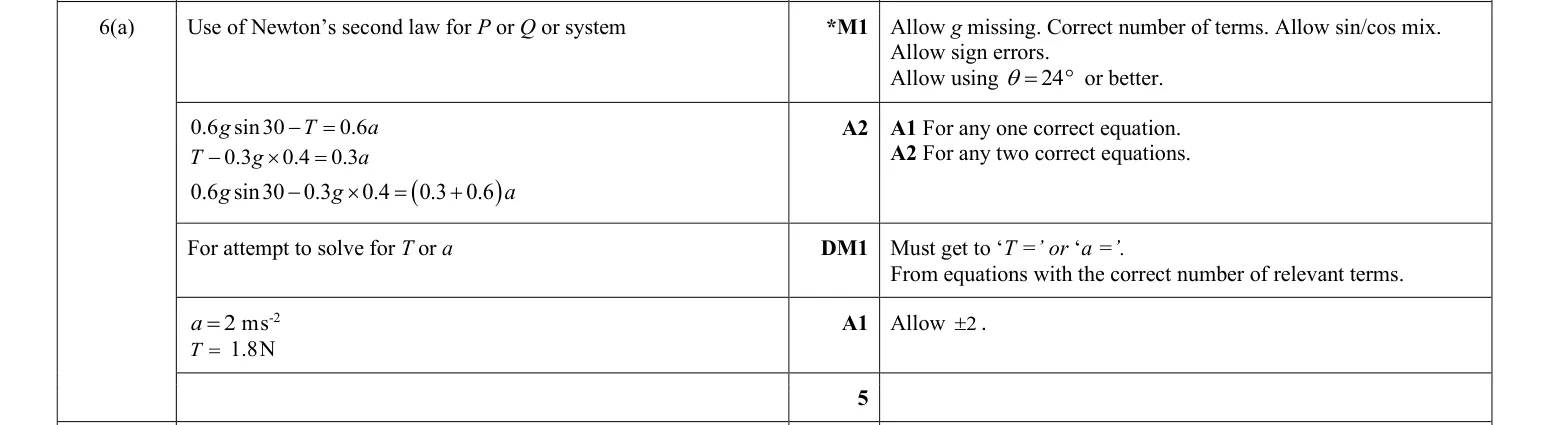 6(a)
Use of Newton’s second law for P or Q or system
*M1
Allow g missing. Correct number of terms. Allow sin/cos mix.
Allow sign errors.
Allow using θ = 24° or better.
0.6g sin 30 − T = 0.6a
T − 0.3g × 0.4 = 0.3a
0.6g sin 30 − 0.3g × 0.4 = (0.3 + 0.6)a
A2
A1 For any one correct equation.
A2 For any two correct equations.
For attempt to solve for T or a
DM1
Must get to ‘T =’ or ‘a =’.
From equations with the correct number of relevant terms.
a = 2 ms⁻²
T = 1.8N
A1
Allow ±2 .
5